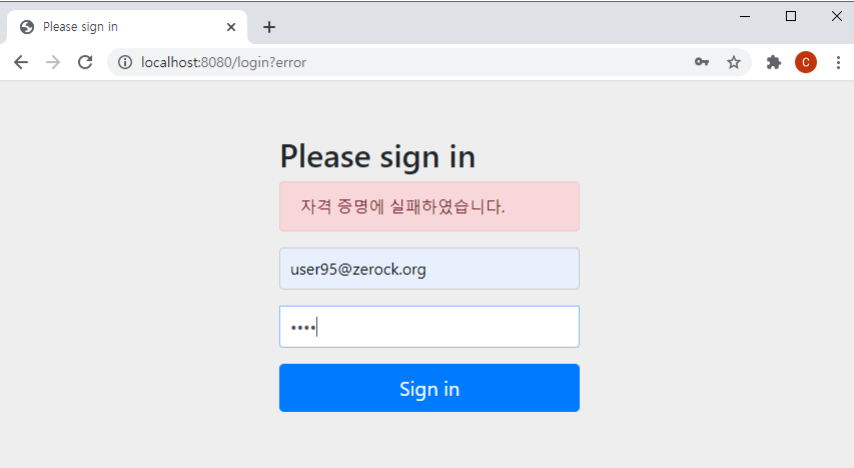 Please sign in
localhost:8080/login?error
C
Please sign in
자격 증명에 실패하였습니다.
user95@zerock.org
••••
Sign in